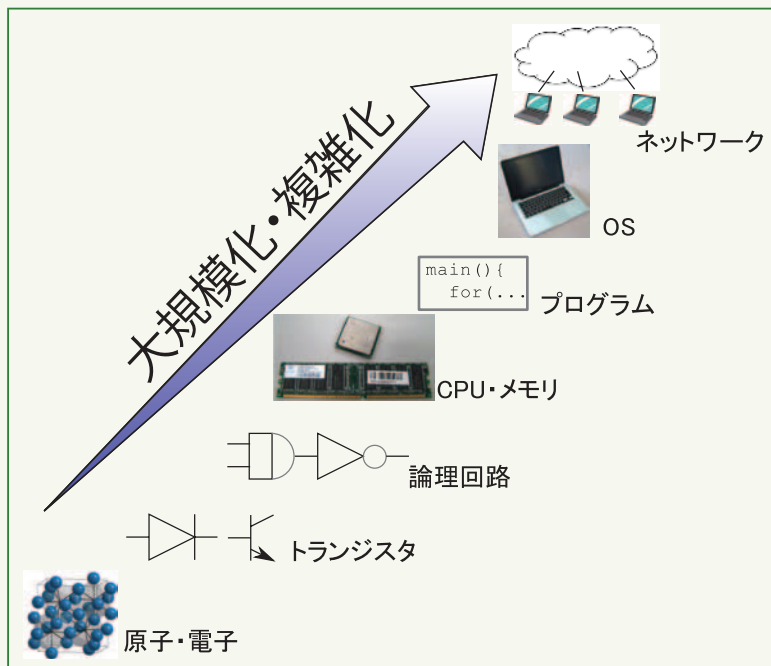 ネットワーク
OS
main(){
for(...
プログラム
大規模化・複雑化
CPU・メモリ
論理回路
トランジスタ
原子・電子